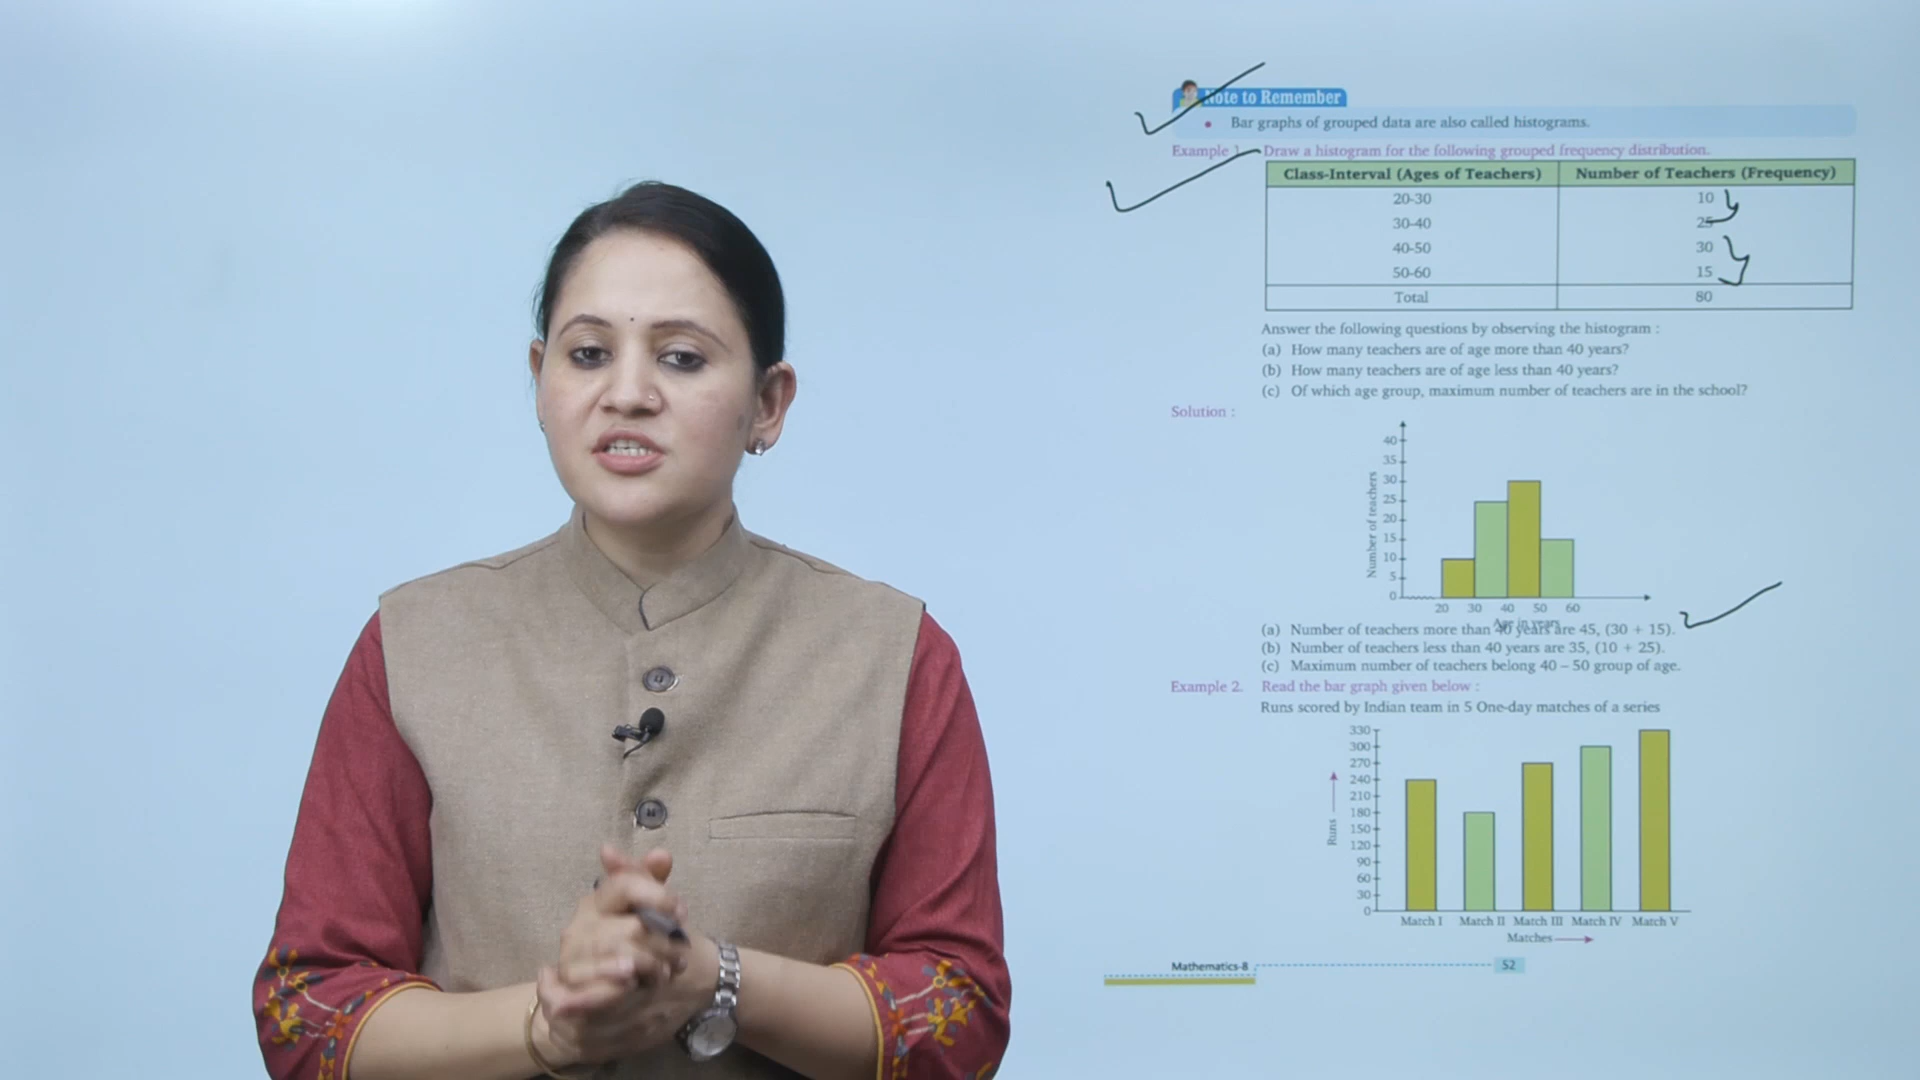 Note to Remember
• Bar graphs of grouped data are also called histograms.
Example 1. Draw a histogram for the following grouped frequency distribution.
Class-Interval (Ages of Teachers) Number of Teachers (Frequency)
20-30 10
30-40 25
40-50 30
50-60 15
Total 80
Answer the following questions by observing the histogram :
(a) How many teachers are of age more than 40 years?
(b) How many teachers are of age less than 40 years?
(c) Of which age group, maximum number of teachers are in the school?
Solution :
Number of teachers
40
35
30
25
20
15
10
5
0
20 30 40 50 60
Age in years
(a) Number of teachers more than 40 years are 45, (30 + 15).
(b) Number of teachers less than 40 years are 35, (10 + 25).
(c) Maximum number of teachers belong 40 – 50 group of age.
Example 2. Read the bar graph given below :
Runs scored by Indian team in 5 One-day matches of a series
Runs
330
300
270
240
210
180
150
120
90
60
30
0
Match I Match II Match III Match IV Match V
Matches
Mathematics-8 52